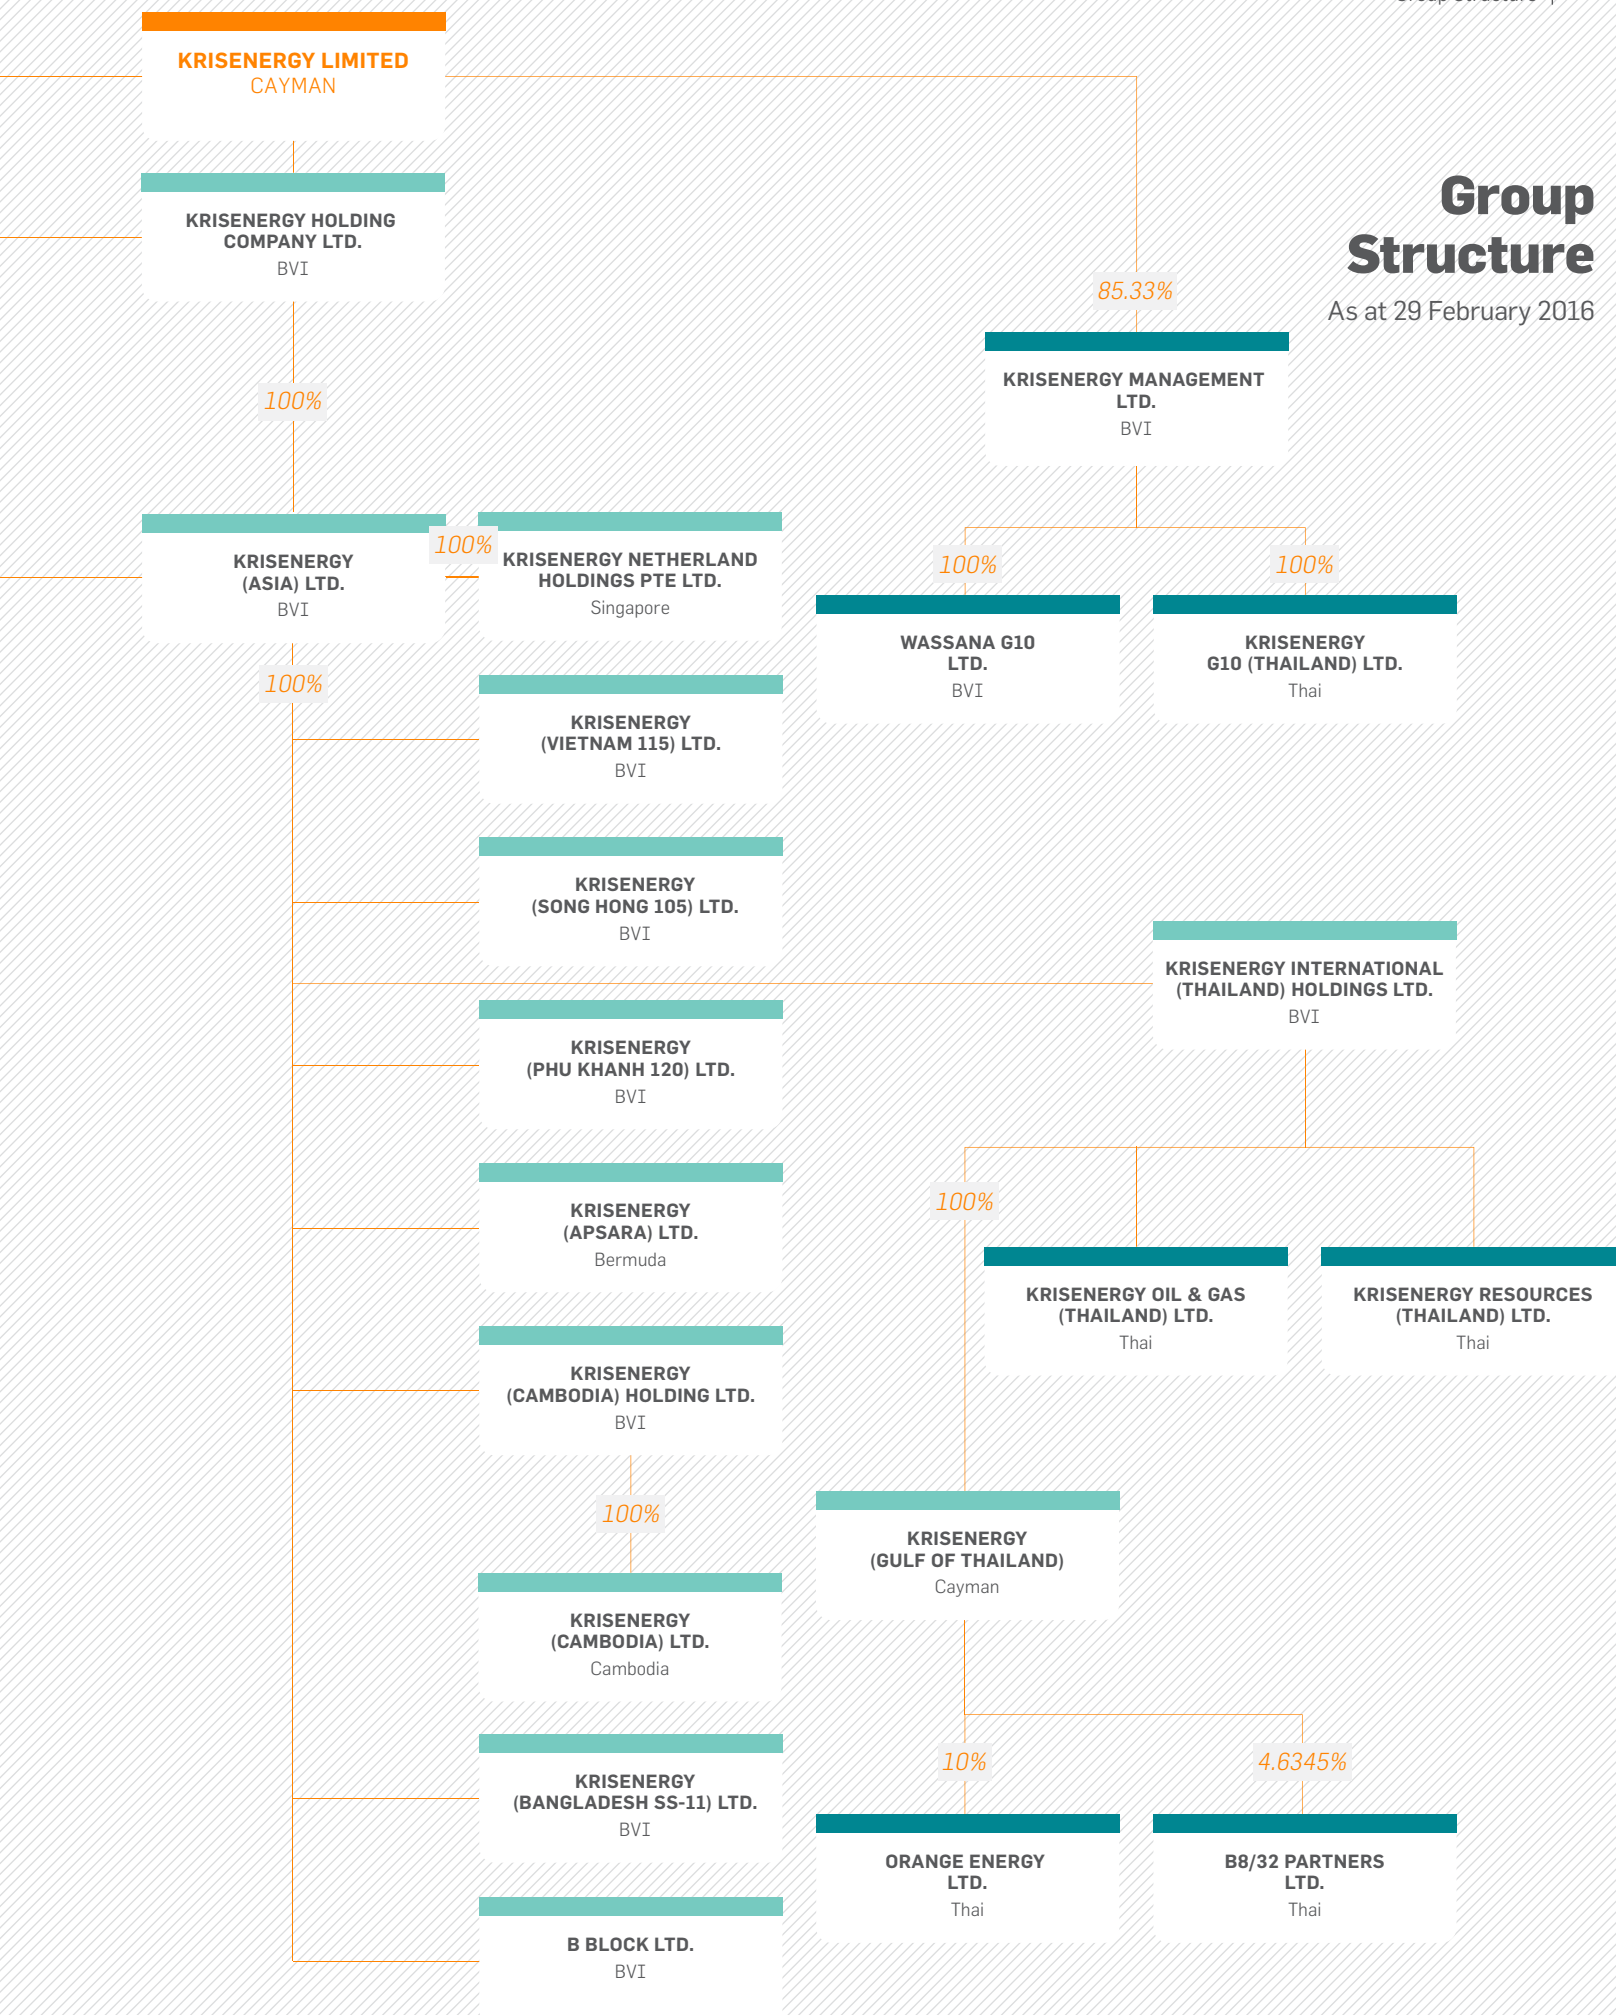 KRISENERGY LIMITED
CAYMAN
KRISENERGY HOLDING
COMPANY LTD.
BVI
Group
Structure
As at 29 February 2016
85.33%
KRISENERGY MANAGEMENT
LTD.
BVI
100%
KRISENERGY
(ASIA) LTD.
BVI
100%
KRISENERGY NETHERLAND
HOLDINGS PTE LTD.
Singapore
100%
100%
WASSANA G10
LTD.
BVI
KRISENERGY
G10 (THAILAND) LTD.
Thai
100%
KRISENERGY
(VIETNAM 115) LTD.
BVI
KRISENERGY
(SONG HONG 105) LTD.
BVI
KRISENERGY INTERNATIONAL
(THAILAND) HOLDINGS LTD.
BVI
KRISENERGY
(PHU KHANH 120) LTD.
BVI
100%
KRISENERGY
(APSARA) LTD.
Bermuda
KRISENERGY OIL & GAS
(THAILAND) LTD.
Thai
KRISENERGY RESOURCES
(THAILAND) LTD.
Thai
KRISENERGY
(CAMBODIA) HOLDING LTD.
BVI
100%
KRISENERGY
(GULF OF THAILAND)
Cayman
KRISENERGY
(CAMBODIA) LTD.
Cambodia
10%
4.6345%
KRISENERGY
(BANGLADESH SS-11) LTD.
BVI
ORANGE ENERGY
LTD.
Thai
B8/32 PARTNERS
LTD.
Thai
B BLOCK LTD.
BVI